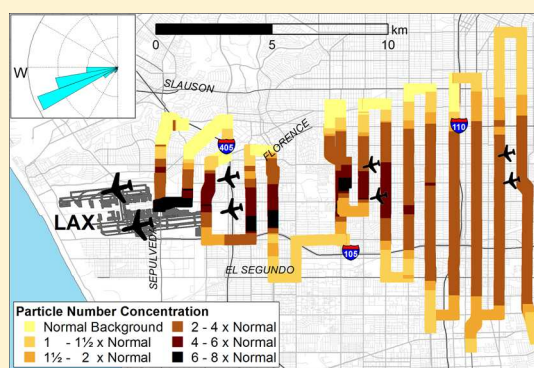 W
0
5
10
km
SLAUSON
FLORENCE
405
110
LAX
SEPULVEDA
105
EL SEGUNDO
Particle Number Concentration
Normal Background
1 - 1½ x Normal
1½ - 2 x Normal
2 - 4 x Normal
4 - 6 x Normal
6 - 8 x Normal